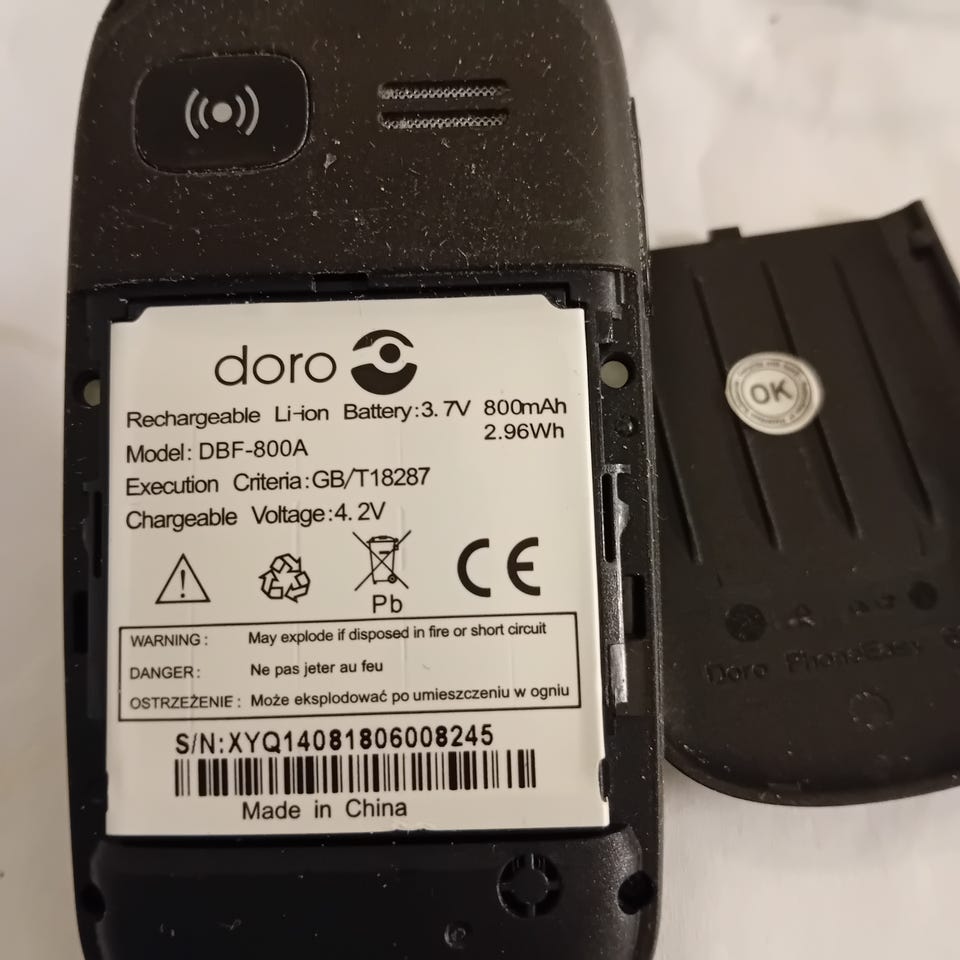 doro
Rechargeable Li-ion Battery:3.7V 800mAh
2.96Wh
Model: DBF-800A
Execution Criteria:GB/T18287
Chargeable Voltage:4.2V
CE
Pb
WARNING: May explode if disposed in fire or short circuit
DANGER: Ne pas jeter au feu
OSTRZEŻENIE: Może eksplodować po umieszczeniu w ogniu
S/N:XYQ14081806008245
Made in China
OK
Doro PhoneEasy